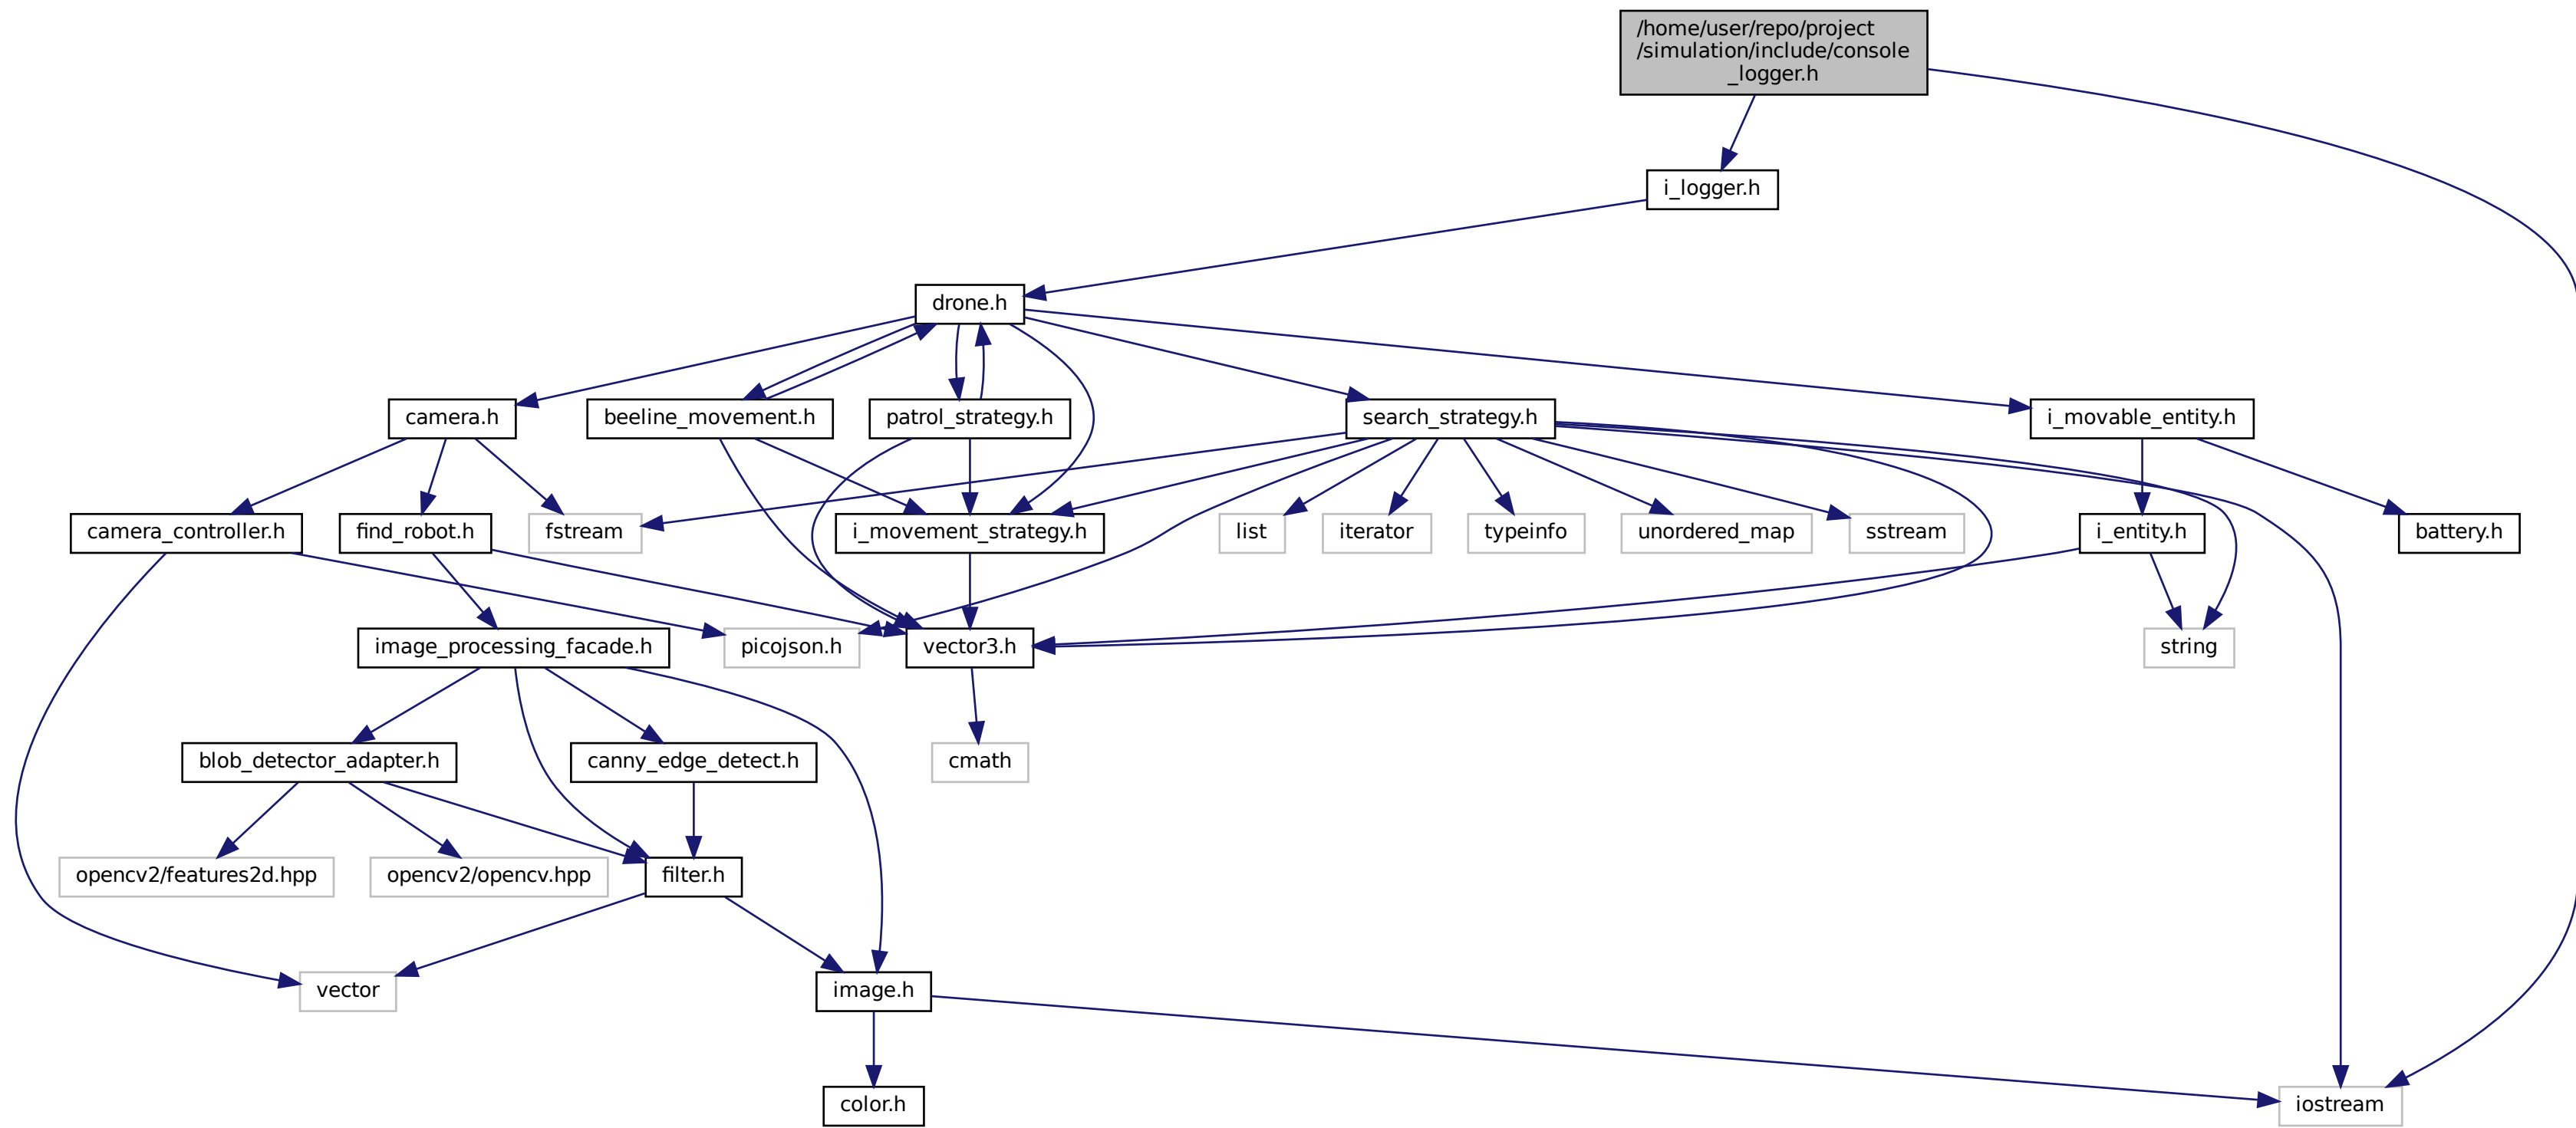 /home/user/repo/project
/simulation/include/console
_logger.h
i_logger.h
drone.h
camera.h
beeline_movement.h
patrol_strategy.h
search_strategy.h
i_movable_entity.h
camera_controller.h
find_robot.h
fstream
i_movement_strategy.h
list
iterator
typeinfo
unordered_map
sstream
i_entity.h
battery.h
image_processing_facade.h
picojson.h
vector3.h
string
blob_detector_adapter.h
canny_edge_detect.h
cmath
opencv2/features2d.hpp
opencv2/opencv.hpp
filter.h
vector
image.h
color.h
iostream